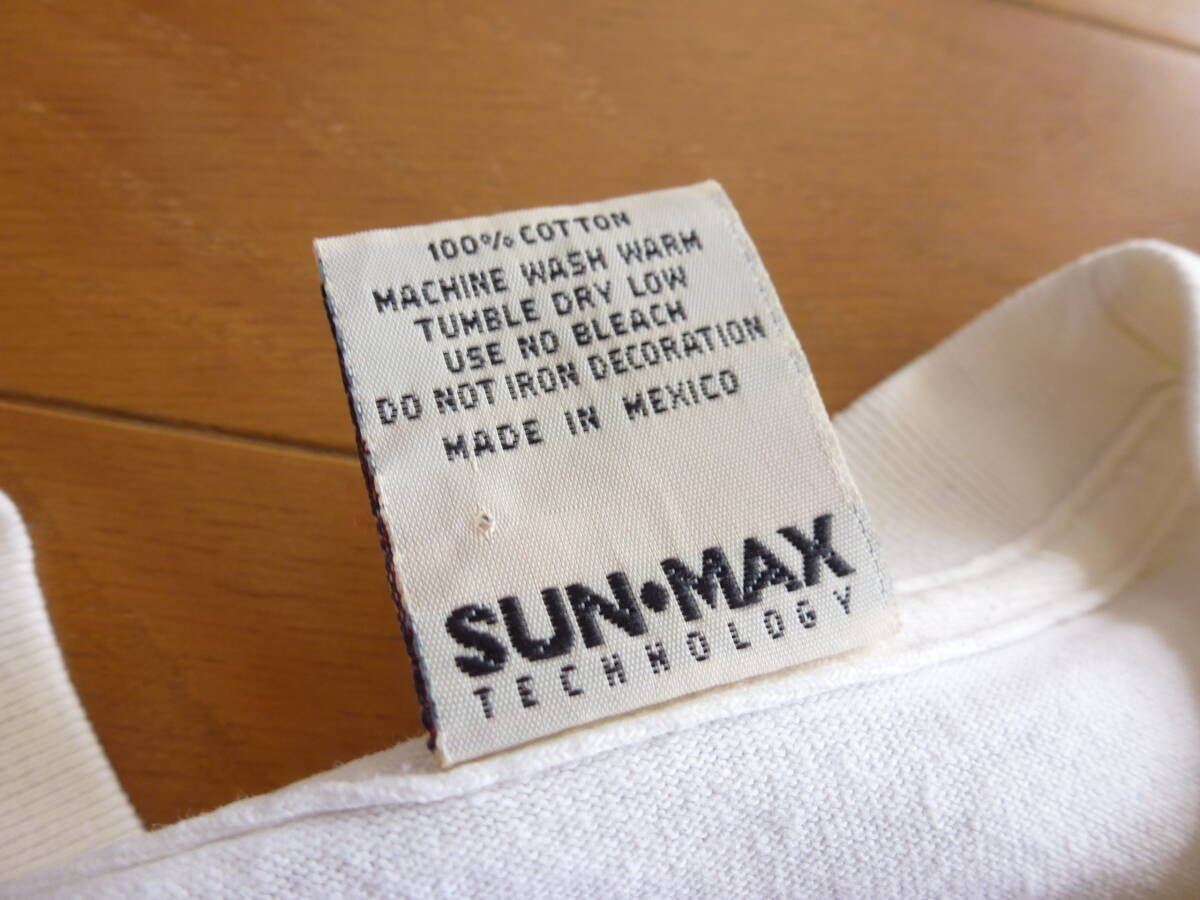 100% COTTON
MACHINE WASH WARM
TUMBLE DRY LOW
USE NO BLEACH
DO NOT IRON DECORATION
MADE IN MEXICO
SUN•MAX
TECHNOLOGY